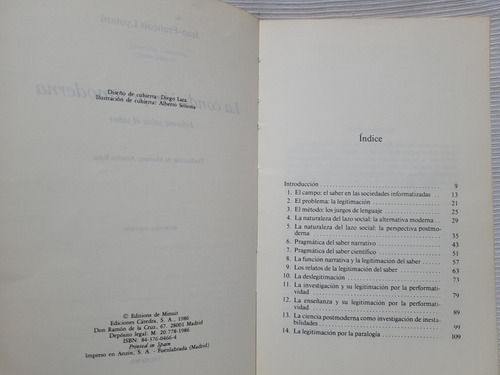 Diseño de cubierta: Diego Lara
Ilustración de cubierta: Alberto
© Editions de Minuit
Ediciones Cátedra, S. A., 1986
Don Ramón de la Cruz, 67. 28001 Madrid
Depósito legal: M. 20.778-1986
ISBN: 84-376-0466-4
Printed in Spain
Impreso en Anzos, S. A. - Fuenlabrada (Madrid)
Índice
Introducción 9
1. El campo: el saber en las sociedades informatizadas 13
2. El problema: la legitimación 21
3. El método: los juegos de lenguaje 25
4. La naturaleza del lazo social: la alternativa moderna 29
5. La naturaleza del lazo social: la perspectiva postmo-
derna 35
6. Pragmática del saber narrativo 43
7. Pragmática del saber científico 51
8. La función narrativa y la legitimación del saber 57
9. Los relatos de la legitimación del saber 63
10. La deslegitimación 73
11. La investigación y su legitimación por la performati-
vidad 79
12. La enseñanza y su legitimación por la performati-
vidad 89
13. La ciencia postmoderna como investigación de inesta-
bilidades 99
14. La legitimación por la paralogía 109